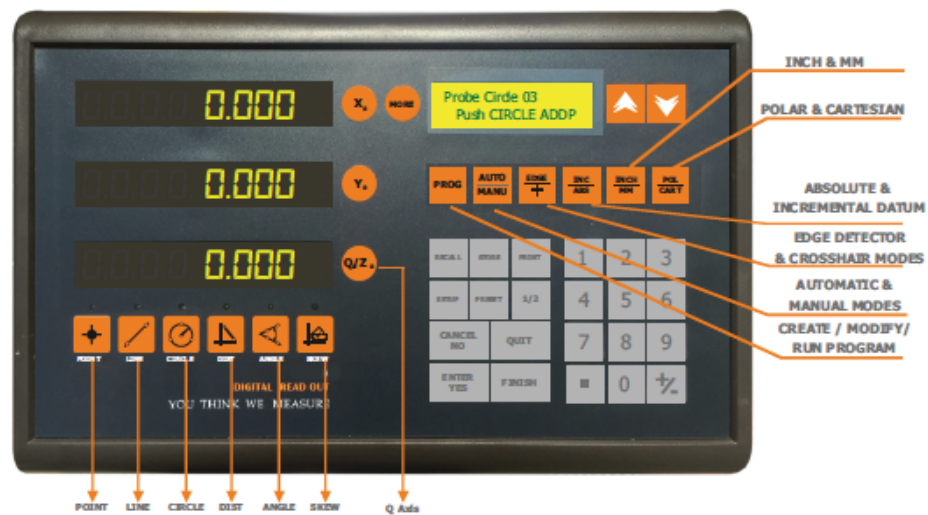 INCH & MM
0.000
X₀
MORE
Probe Circle 03
Push CIRCLE ADDP
POLAR & CARTESIAN
0.000
Y₀
PROG
AUTO
MANU
EDGE
INC
ABS
INCH
MM
POL
CART
ABSOLUTE &
INCREMENTAL DATUM
EDGE DETECTOR
& CROSSHAIR MODES
AUTOMATIC &
MANUAL MODES
CREATE / MODIFY/
RUN PROGRAM
0.000
Q/Z₀
RECALL
PRINT
1 2 3
SETUP
PRESET
1/2
4 5 6
CANCEL
NO
QUIT
7 8 9
ENTER
YES
FINISH
. 0 +/-
POINT LINE CIRCLE DIST ANGLE SKEW
DIGITAL READ OUT
YOU THINK WE MEASURE
POINT LINE CIRCLE DIST ANGLE SKEW Q Axis